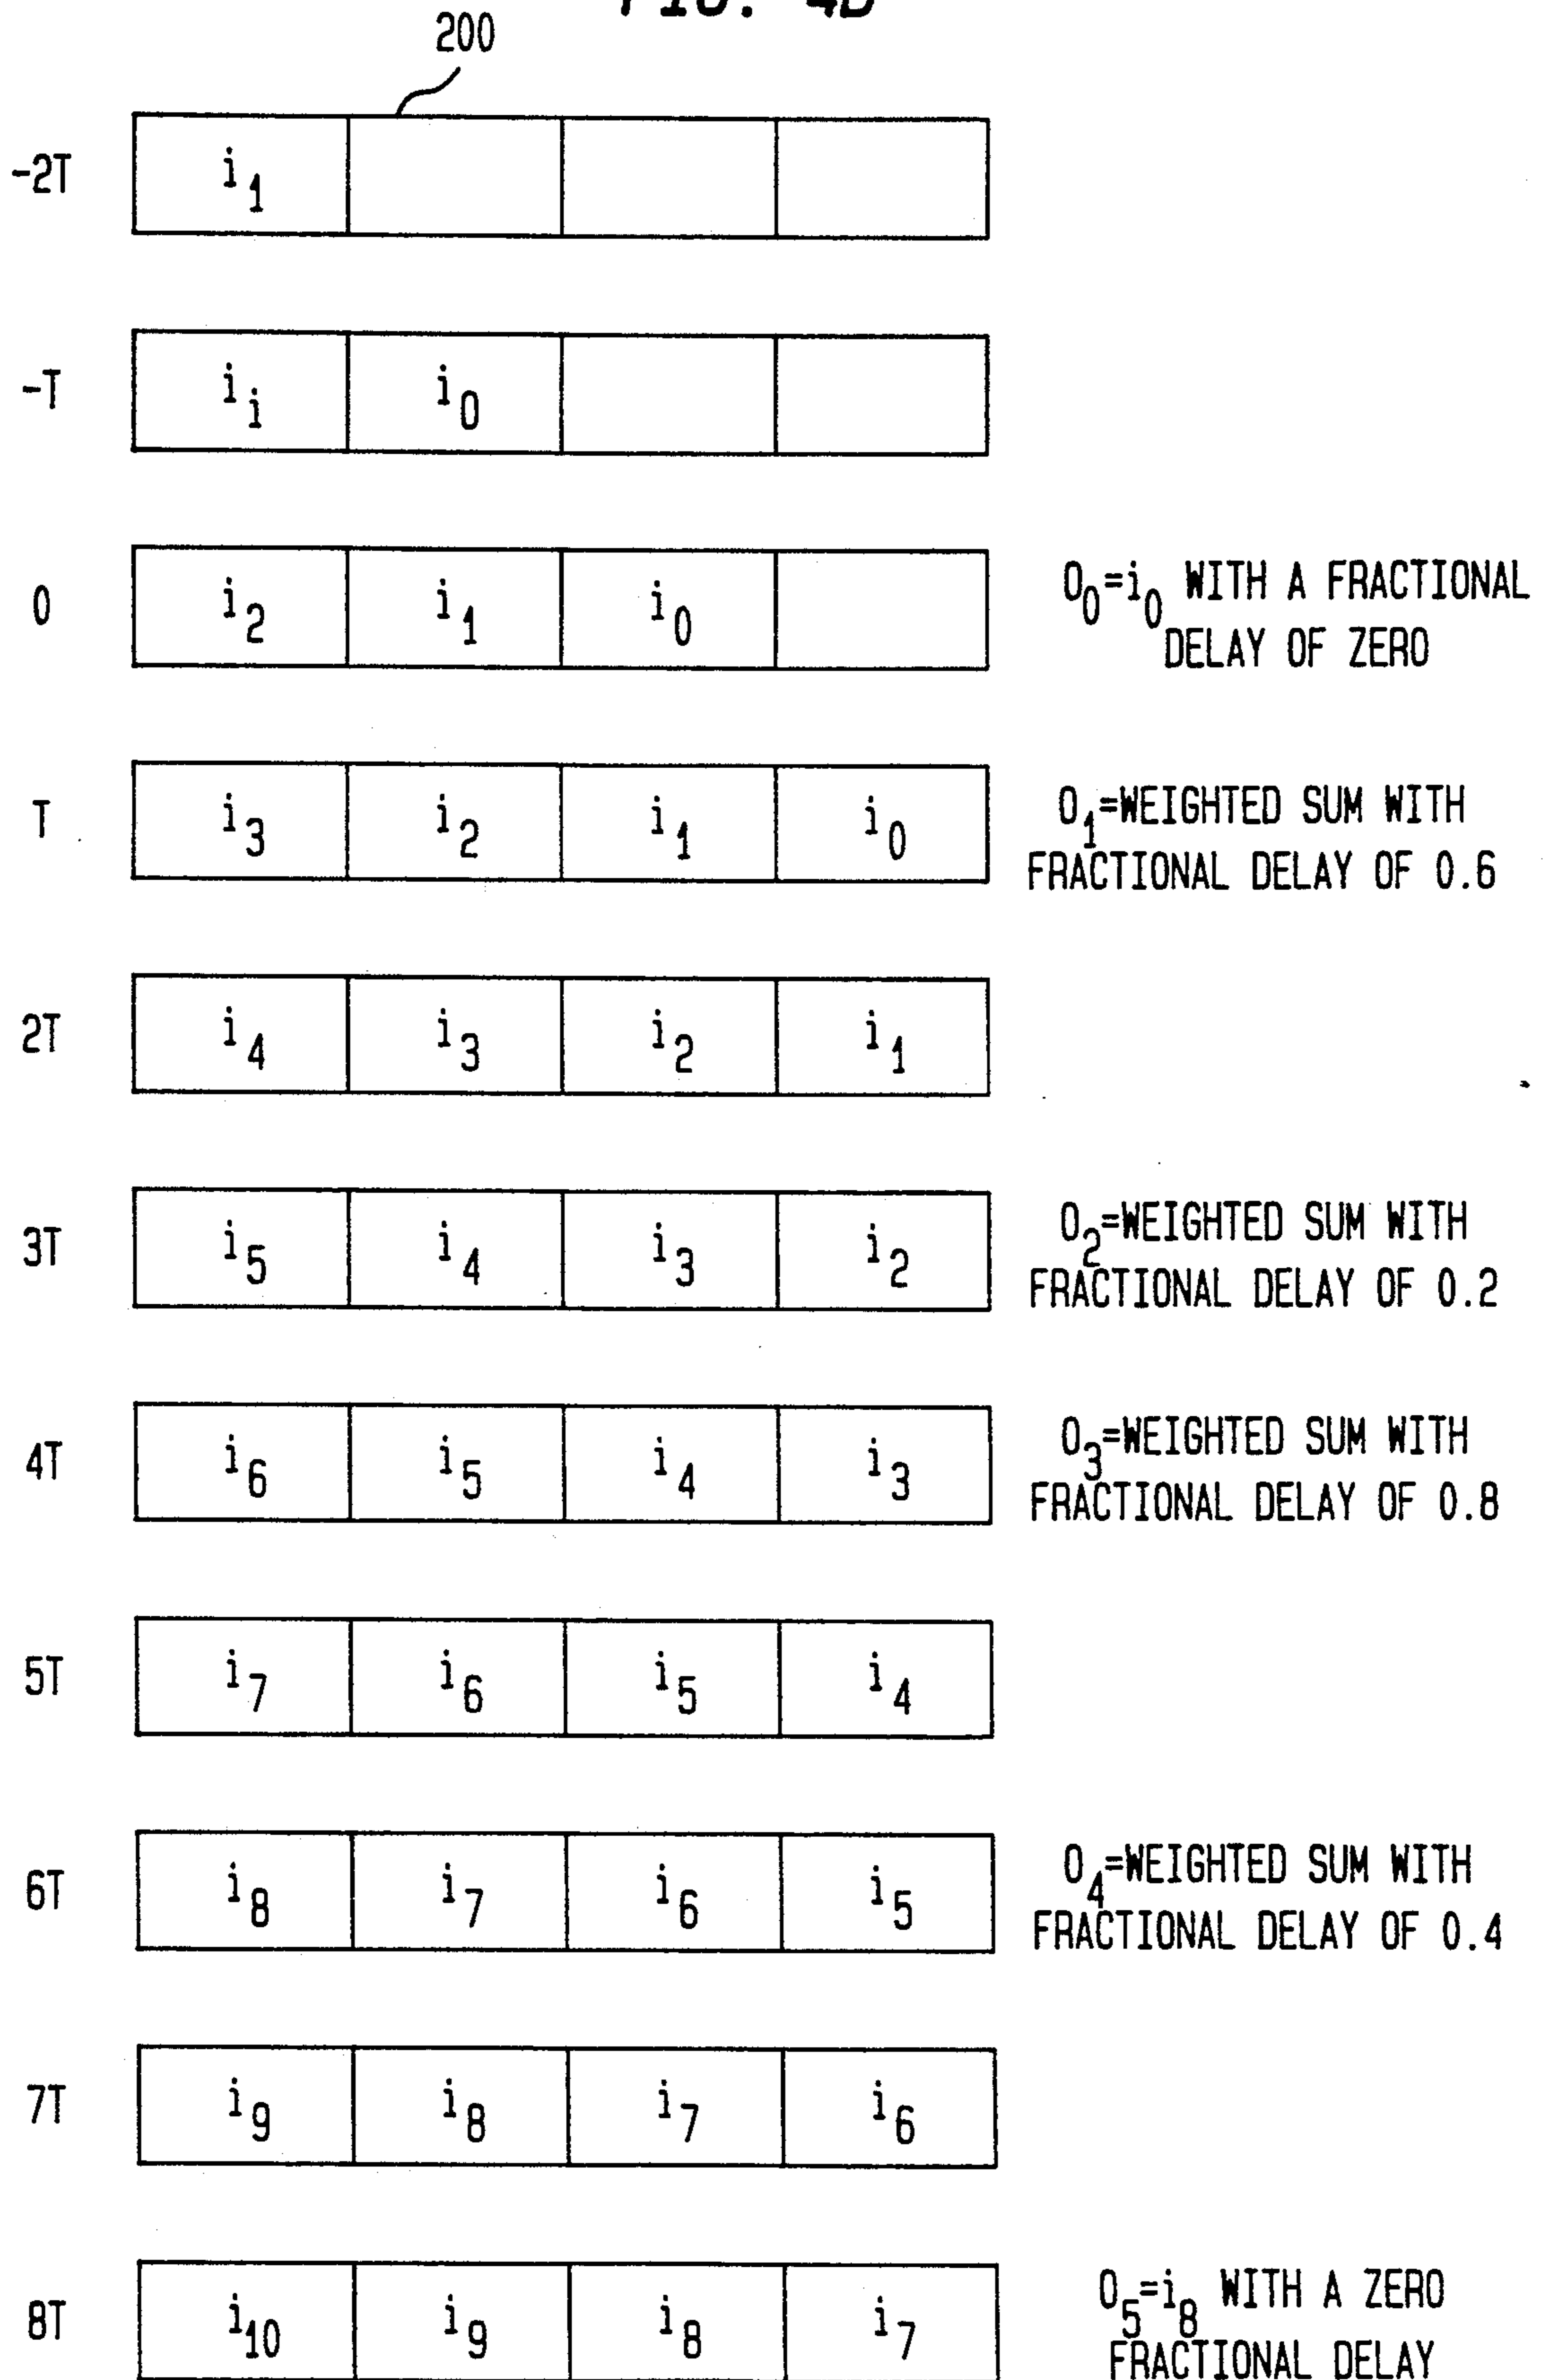 FIG. 4B
200
-2T i1
-T ii i0
0 i2 i1 i0 O0=i0 WITH A FRACTIONAL
DELAY OF ZERO
T i3 i2 i1 i0 O1=WEIGHTED SUM WITH
FRACTIONAL DELAY OF 0.6
2T i4 i3 i2 i1
3T i5 i4 i3 i2 O2=WEIGHTED SUM WITH
FRACTIONAL DELAY OF 0.2
4T i6 i5 i4 i3 O3=WEIGHTED SUM WITH
FRACTIONAL DELAY OF 0.8
5T i7 i6 i5 i4
6T i8 i7 i6 i5 O4=WEIGHTED SUM WITH
FRACTIONAL DELAY OF 0.4
7T i9 i8 i7 i6
8T i10 i9 i8 i7 O5=i8 WITH A ZERO
FRACTIONAL DELAY